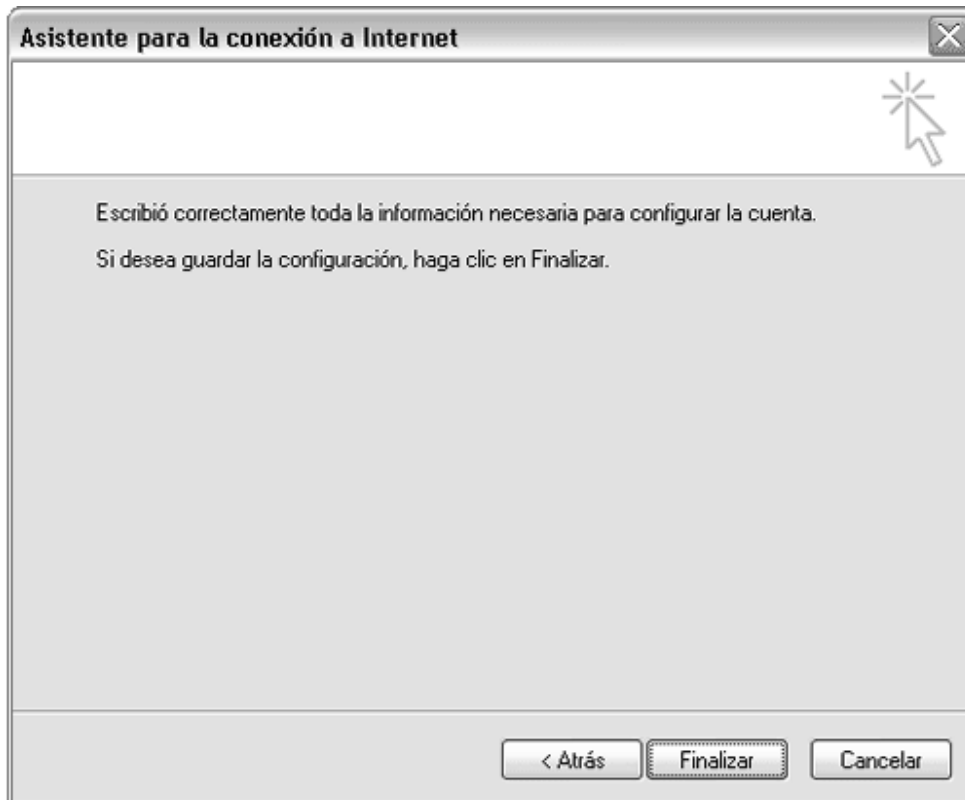 Asistente para la conexión a Internet
Escribió correctamente toda la información necesaria para configurar la cuenta.
Si desea guardar la configuración, haga clic en Finalizar.
< Atrás Finalizar Cancelar